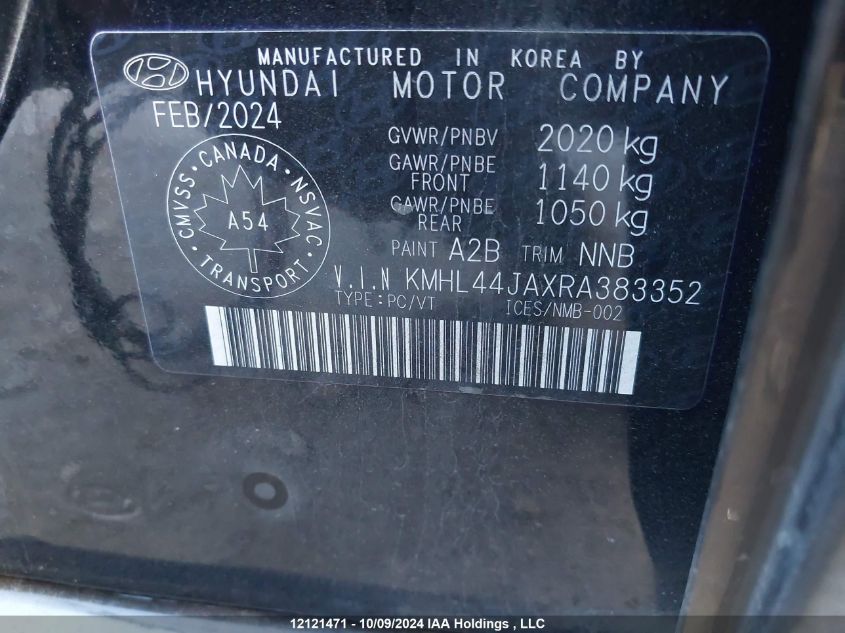 MANUFACTURED IN KOREA BY
HYUNDAI MOTOR COMPANY
FEB/2024
GVWR/PNBV 2020 kg
GAWR/PNBE FRONT 1140 kg
GAWR/PNBE REAR 1050 kg
CANADA
CMVSS
NSVAC
A54
TRANSPORT
PAINT A2B TRIM NNB
V.I.N KMHL44JAXRA383352
TYPE:PC/VT ICES/NMB-002
12121471 - 10/09/2024 IAA Holdings , LLC